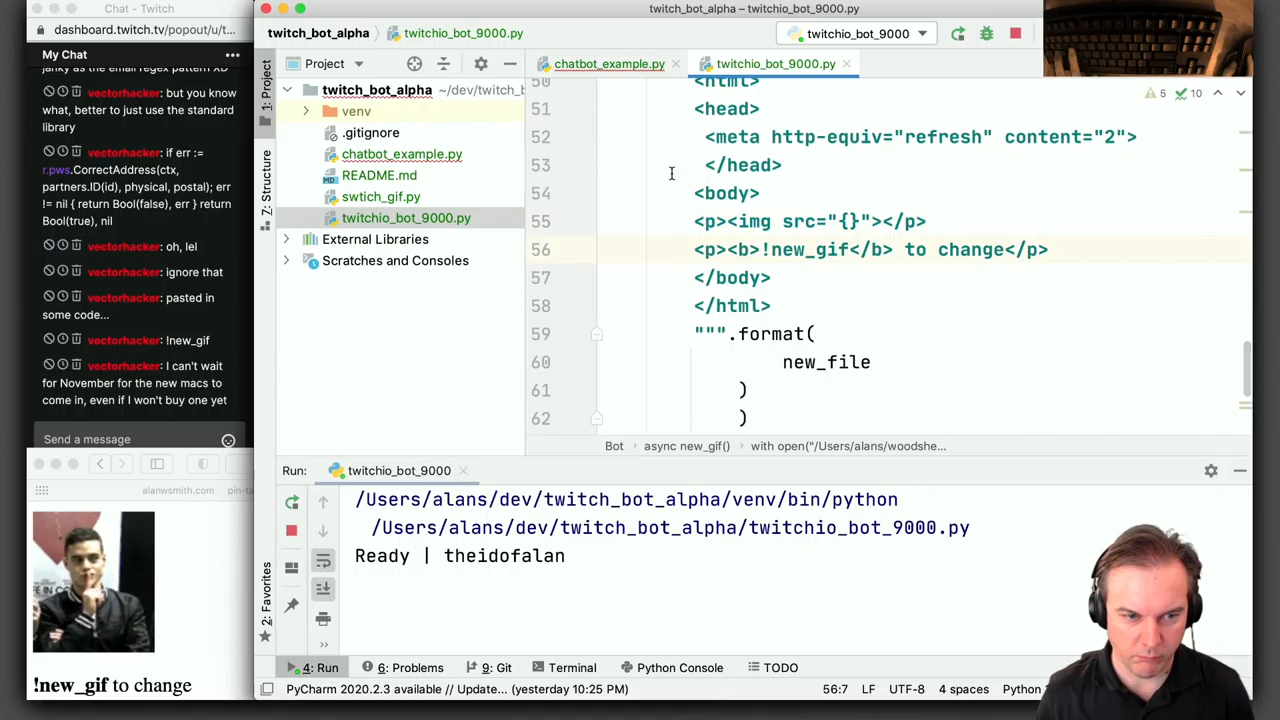 Chat - Twitch
dashboard.twitch.tv/popout/u/t...
My Chat
janky as the email regex pattern XD
vectorhacker: but you know
what, better to just use the standard
library
vectorhacker: if err :=
r.pws.CorrectAddress(ctx,
partners.ID(id), physical, postal); err
!= nil { return Bool(false), err } return
Bool(true), nil
vectorhacker: oh, lel
vectorhacker: ignore that
vectorhacker: pasted in
some code...
vectorhacker: !new_gif
vectorhacker: I can't wait
for November for the new macs to
come in, even if I won't buy one yet
Send a message
alanwsmith.com
pin-ta
!new_gif to change
twitch_bot_alpha – twitchio_bot_9000.py
twitch_bot_alpha
twitchio_bot_9000.py
twitchio_bot_9000
1: Project
7: Structure
2: Favorites
Project
twitch_bot_alpha ~/dev/twitch_b
venv
.gitignore
chatbot_example.py
README.md
swtich_gif.py
twitchio_bot_9000.py
External Libraries
Scratches and Consoles
chatbot_example.py
twitchio_bot_9000.py
5 10
50 <html>
51 <head>
52 <meta http-equiv="refresh" content="2">
53 </head>
54 <body>
55 <p><img src="{}"></p>
56 <p><b>!new_gif</b> to change</p>
57 </body>
58 </html>
59 """.format(
60 new_file
61 )
62 )
Bot
async new_gif()
with open("/Users/alans/woodshe...
Run:
twitchio_bot_9000
/Users/alans/dev/twitch_bot_alpha/venv/bin/python
/Users/alans/dev/twitch_bot_alpha/twitchio_bot_9000.py
Ready | theidofalan
4: Run
6: Problems
9: Git
Terminal
Python Console
TODO
PyCharm 2020.2.3 available // Update... (yesterday 10:25 PM)
56:7
LF
UTF-8
4 spaces
Python